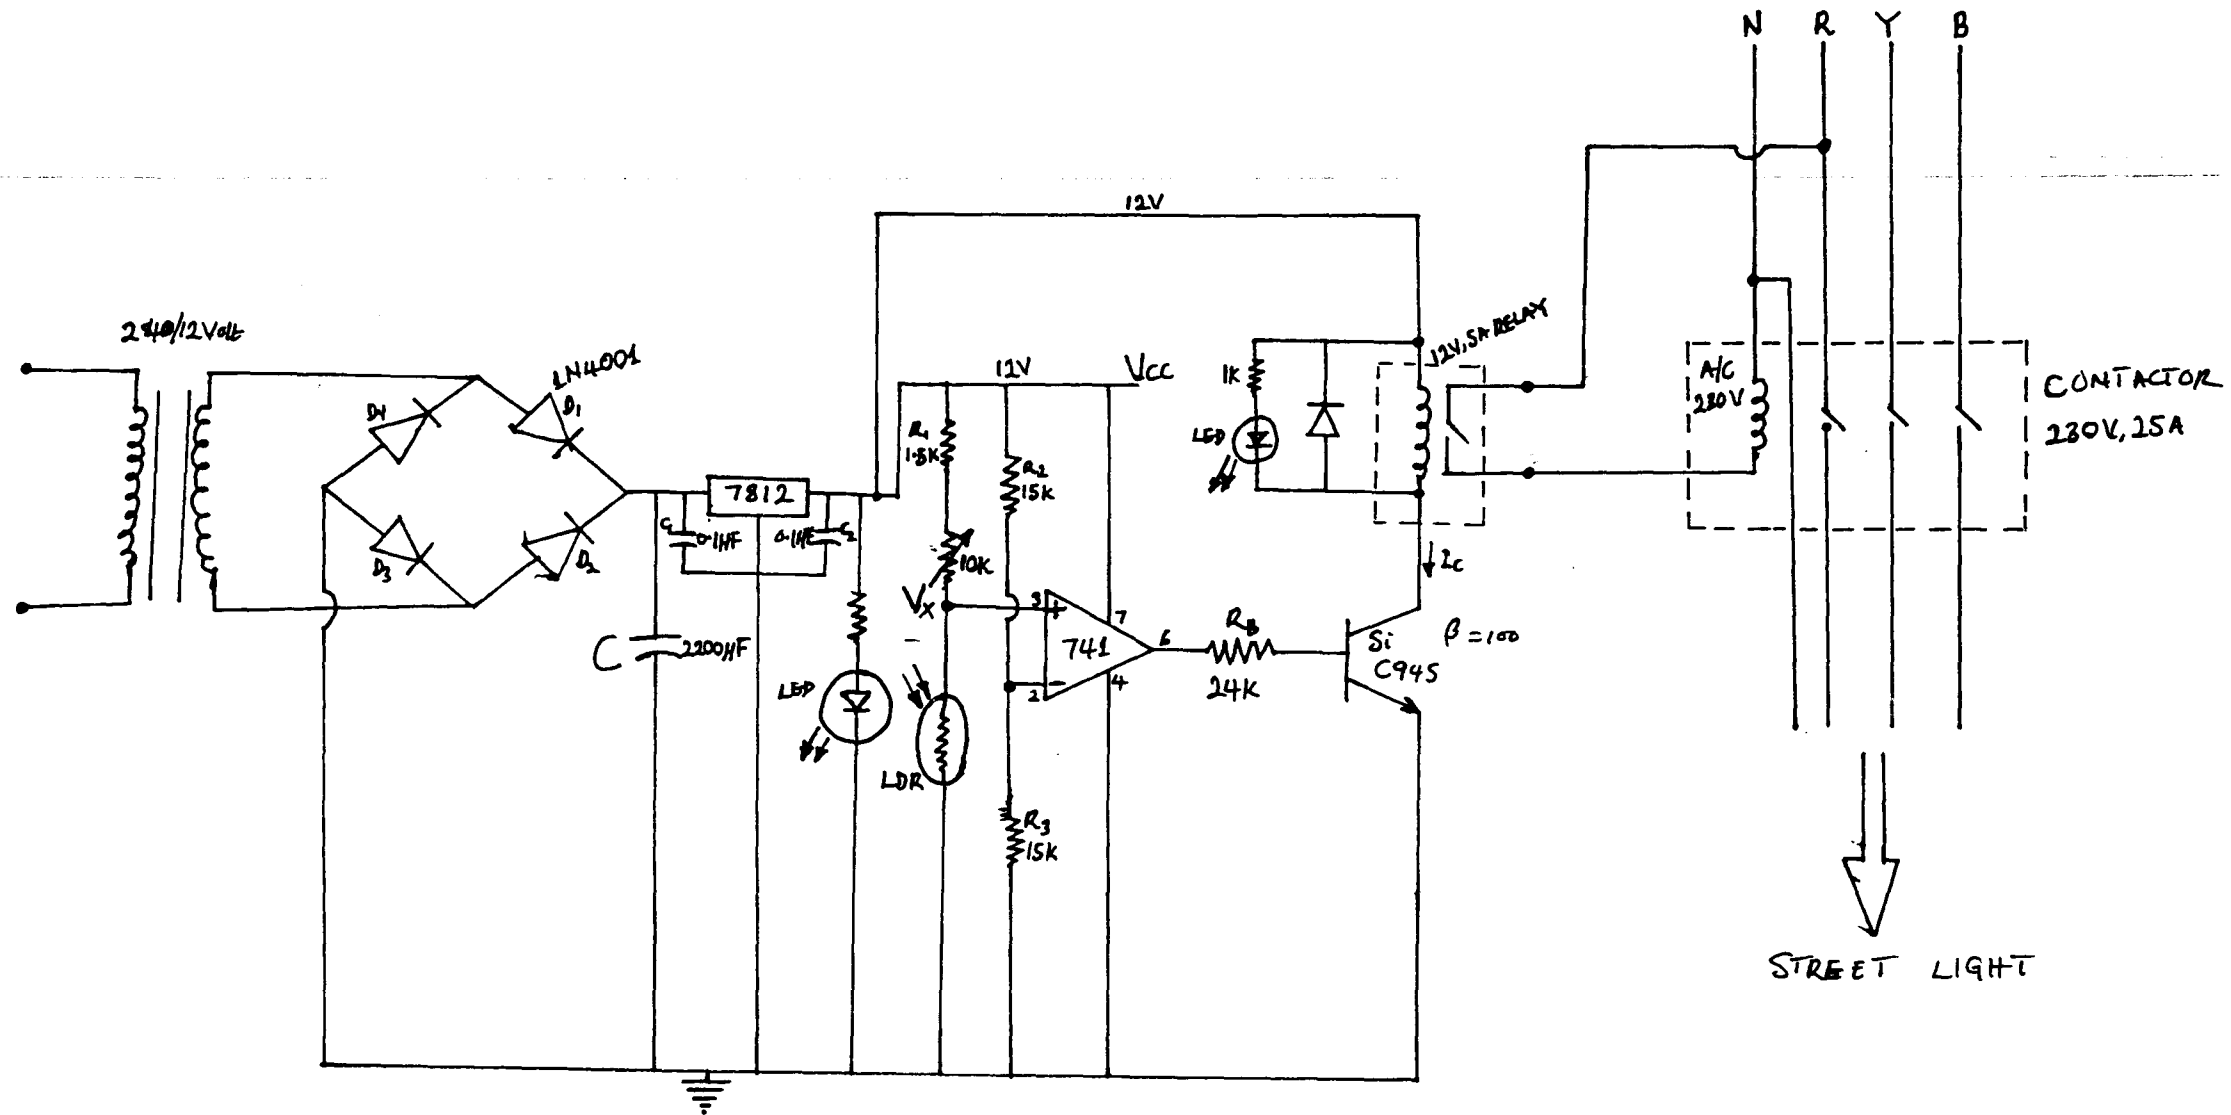 N R Y B
12V
240/12Volt
1N4001
D4
D1
D3
D2
7812
C1
0.1µF
0.1µF
C2
C
2200µF
LED
12V
VCC
R1
1.5K
10K
VX
LDR
R2
15K
R3
15K
3
2
741
7
4
6
RB
24K
1K
LED
12V, 5A RELAY
IC
Si
C945
β = 100
A/C
230V
CONTACTOR
230V, 25A
STREET LIGHT